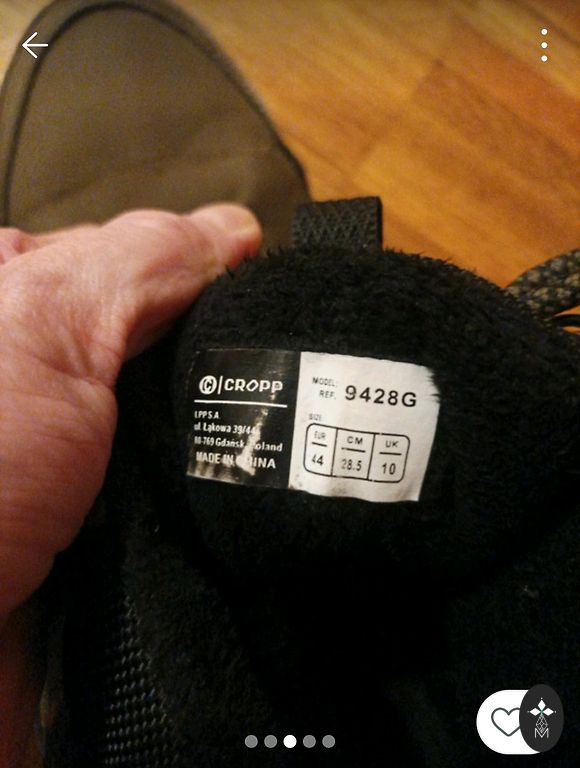 CROPP
LPP S.A.
ul. Łąkowa 39/44
80-769 Gdańsk, Poland
MADE IN CHINA
MODEL:
REF. 9428G
SIZE:
EUR CM UK
44 28.5 10
M